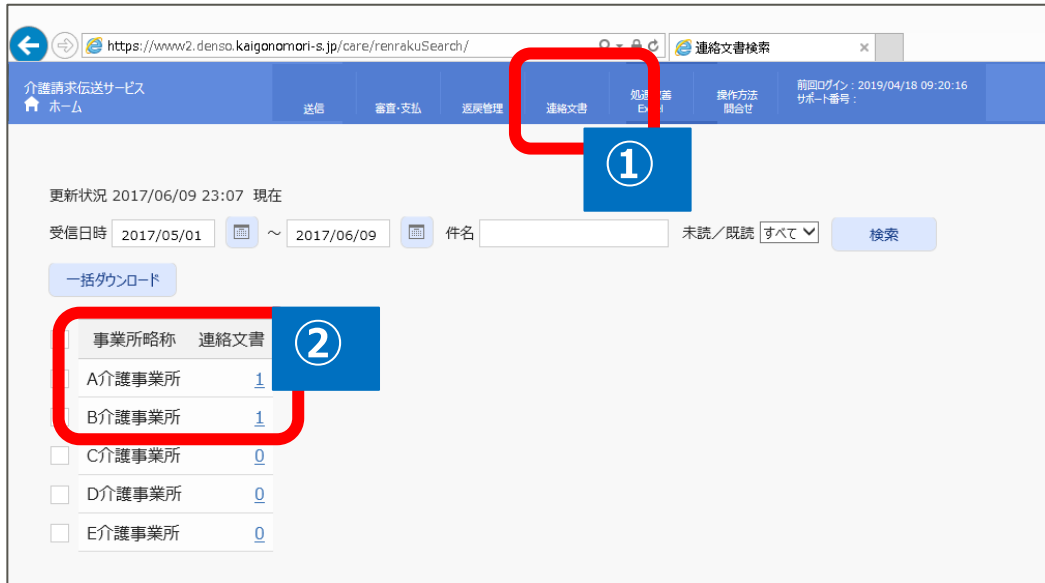 https://www2.denso.kaigonomori-s.jp/care/renrakuSearch/
連絡文書検索
介護請求伝送サービス
ホーム
送信
審査・支払
返戻管理
連絡文書
操作方法
問合せ
前回ログイン：2019/04/18 09:20:16
サポート番号：
①
更新状況 2017/06/09 23:07 現在
受信日時 2017/05/01 ～ 2017/06/09 件名 未読／既読 すべて 検索
一括ダウンロード
②
事業所略称 連絡文書
A介護事業所 1
B介護事業所 1
C介護事業所 0
D介護事業所 0
E介護事業所 0